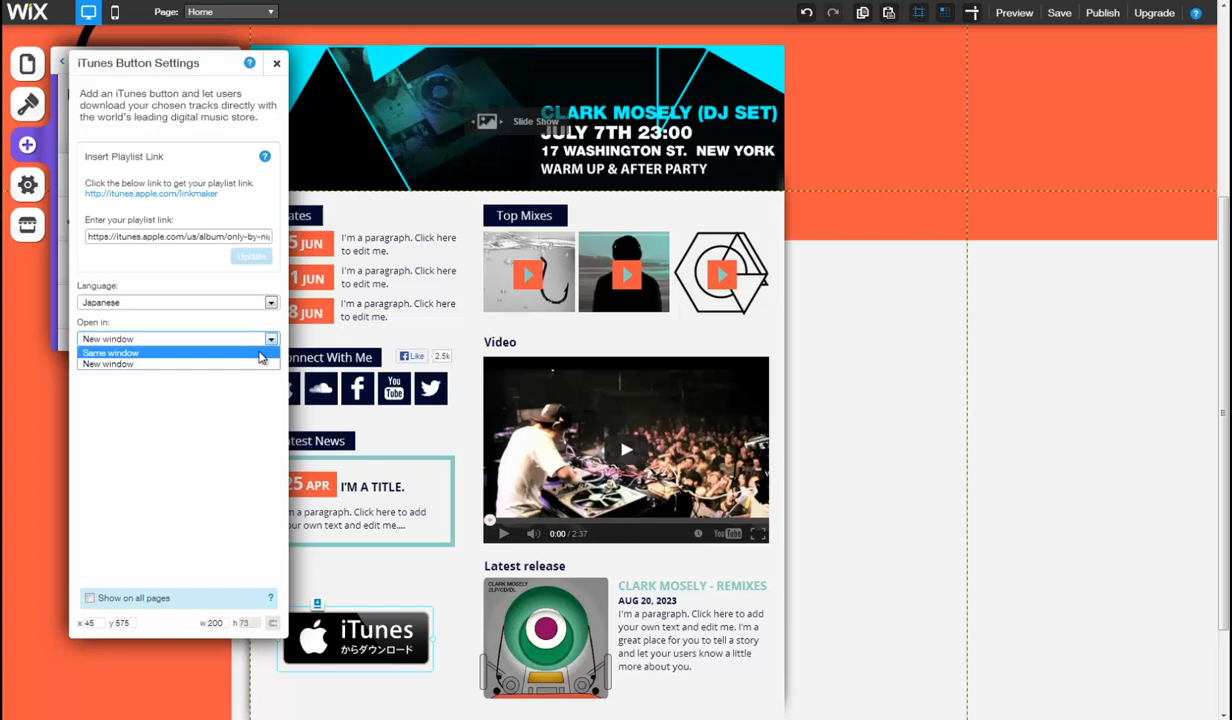 WiX
Page:
Home
Preview
Save
Publish
Upgrade
?
iTunes Button Settings
?
Add an iTunes button and let users
download your chosen tracks directly with
the world's leading digital music store.
Insert Playlist Link
?
Click the below link to get your playlist link.
http://itunes.apple.com/linkmaker
Enter your playlist link:
https://itunes.apple.com/us/album/only-by-ni
Update
Language:
Japanese
Open in:
New window
Same window
New window
Show on all pages
?
x 45
y 575
w 200
h 73
Slide Show
CLARK MOSELY (DJ SET)
JULY 7TH 23:00
17 WASHINGTON ST. NEW YORK
WARM UP & AFTER PARTY
ates
5 JUN
I'm a paragraph. Click here
to edit me.
1 JUN
I'm a paragraph. Click here
to edit me.
8 JUN
I'm a paragraph. Click here
to edit me.
onnect With Me
Like
2.5k
You
Tube
atest News
25 APR
I'M A TITLE.
m a paragraph. Click here to add
our own text and edit me....
iTunes
からダウンロード
Top Mixes
Video
0:00 / 2:37
YouTube
Latest release
CLARK MOSELY
2LP/CD/DL
CLARK MOSELY - REMIXES
AUG 20, 2023
I'm a paragraph. Click here to add
your own text and edit me. I'm a
great place for you to tell a story
and let your users know a little
more about you.